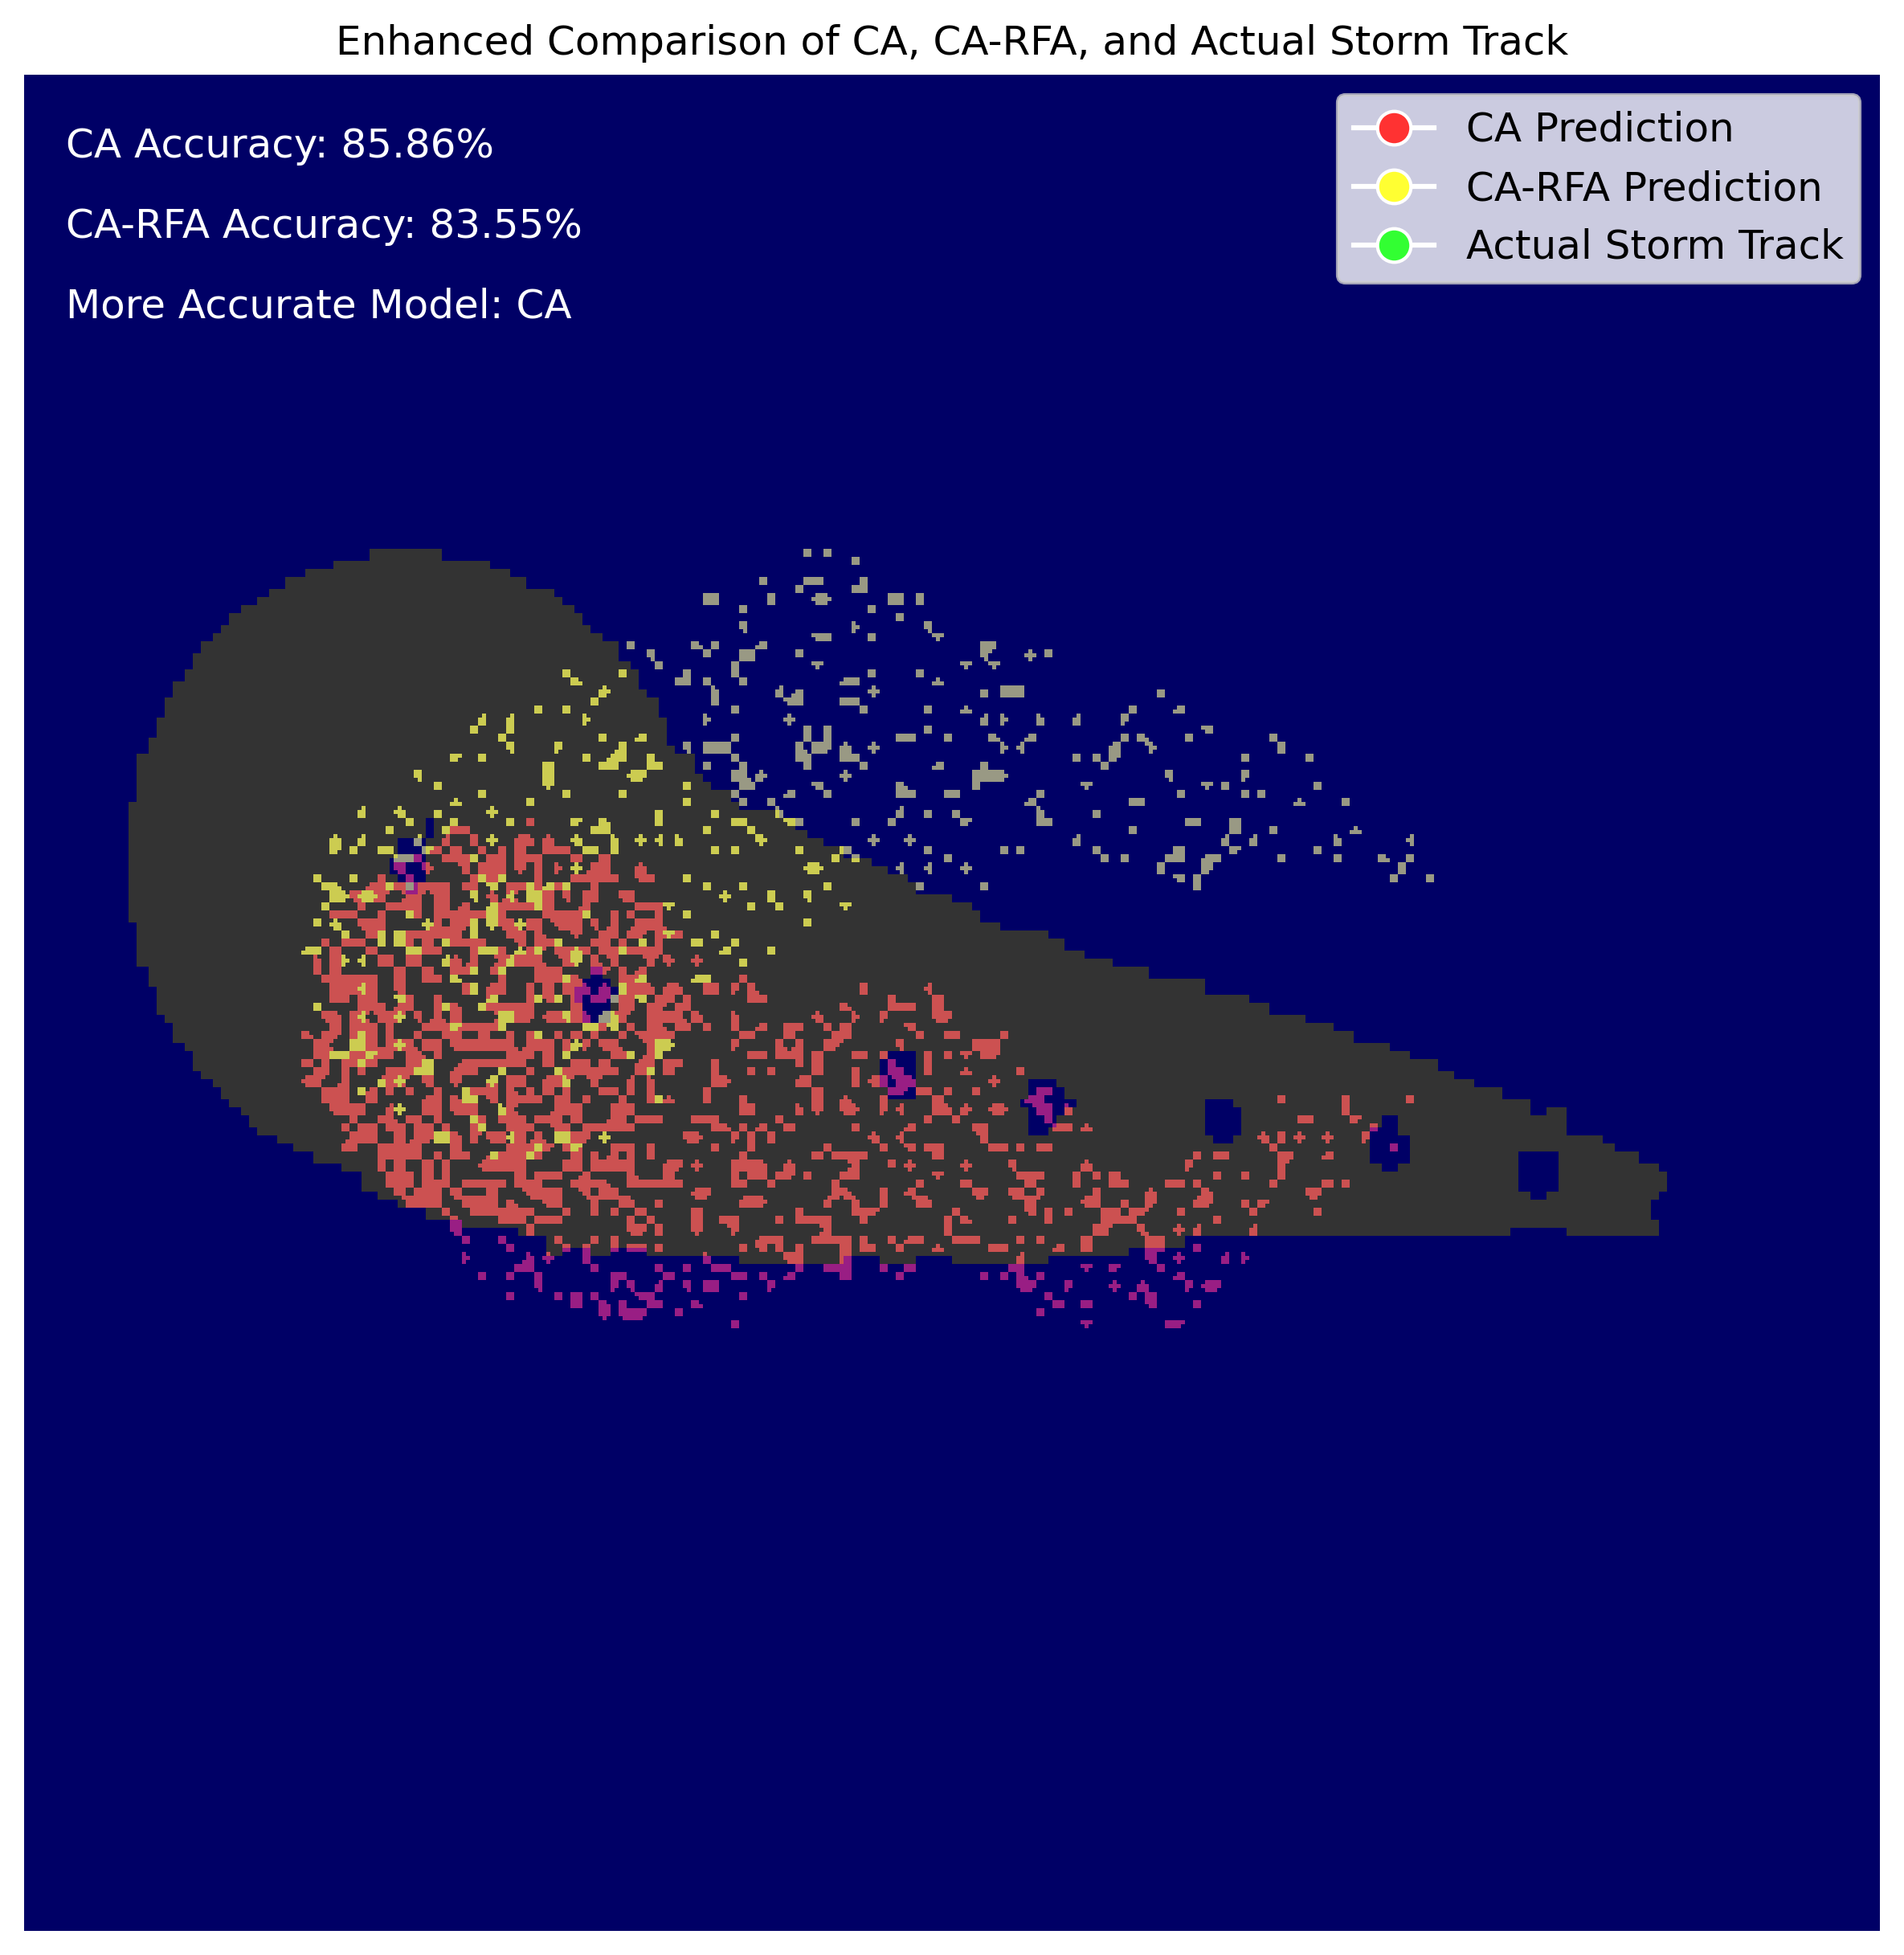 Enhanced Comparison of CA, CA-RFA, and Actual Storm Track
CA Accuracy: 85.86%
CA-RFA Accuracy: 83.55%
More Accurate Model: CA
CA Prediction
CA-RFA Prediction
Actual Storm Track